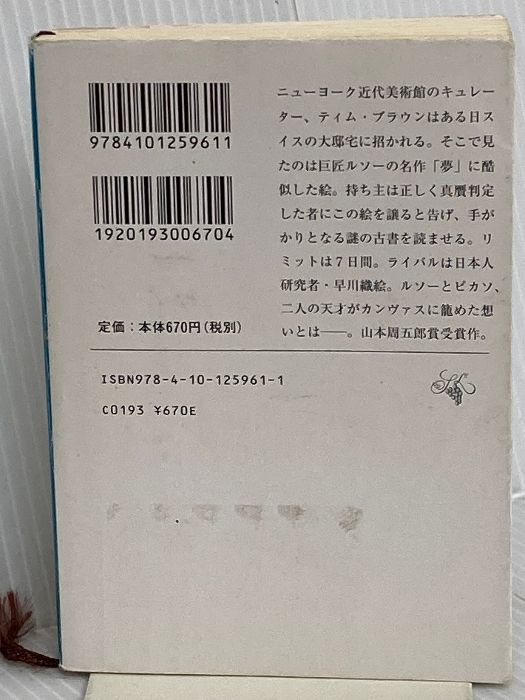 9784101259611
1920193006704
定価：本体670円（税別）
ニューヨーク近代美術館のキュレー
ター、ティム・ブラウンはある日ス
イスの大邸宅に招かれる。そこで見
たのは巨匠ルソーの名作「夢」に酷
似した絵。持ち主は正しく真贋判定
した者にこの絵を譲ると告げ、手が
かりとなる謎の古書を読ませる。リ
ミットは7日間。ライバルは日本人
研究者・早川織絵。ルソーとピカソ、
二人の天才がカンヴァスに籠めた想
いとは――。山本周五郎賞受賞作。
ISBN978-4-10-125961-1
C0193 ¥670E